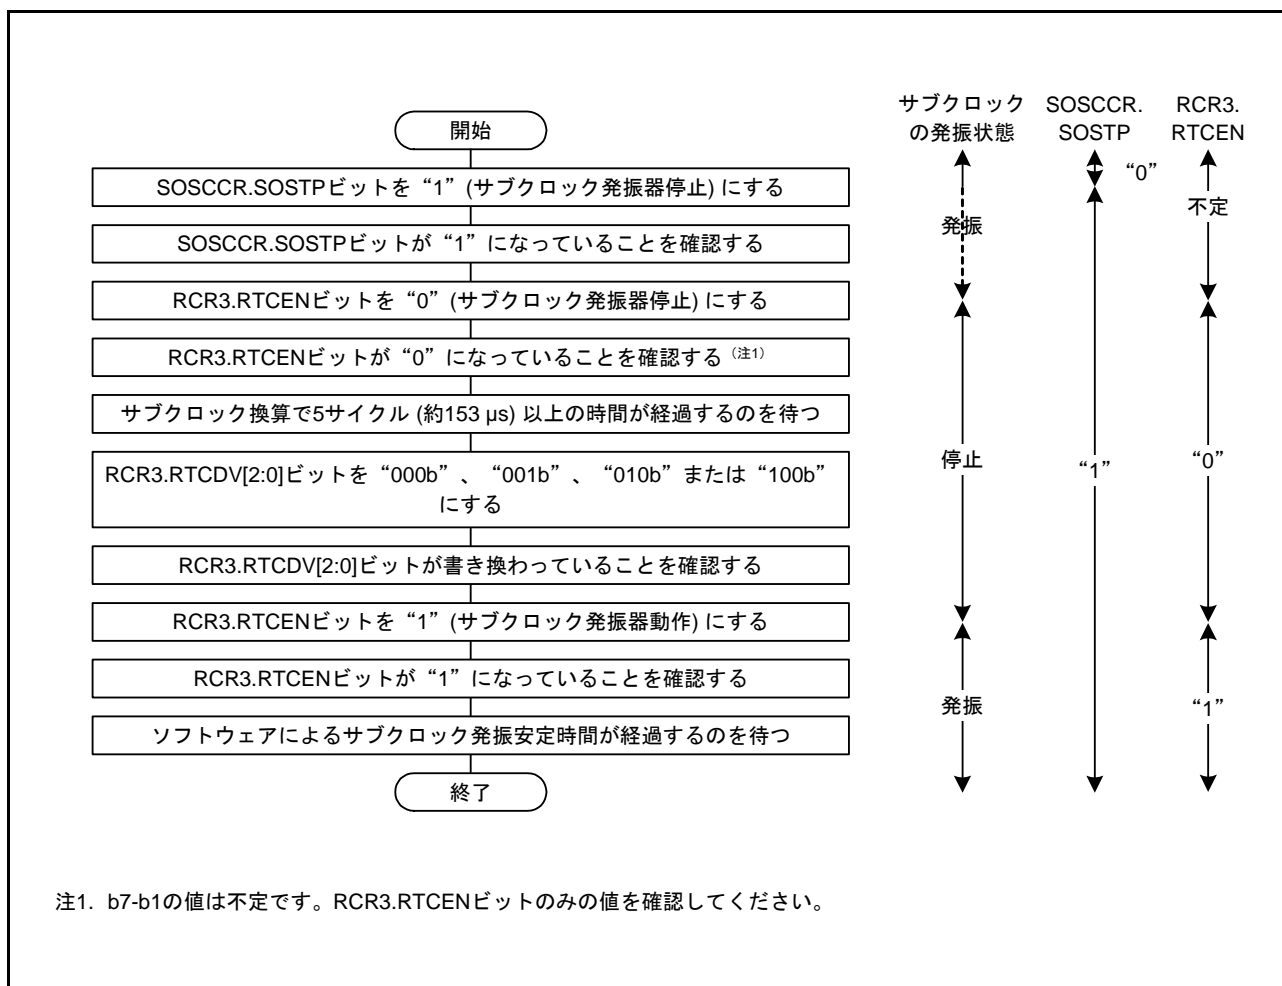 サブクロック
の発振状態
SOSCCR.
SOSTP
RCR3.
RTCEN
開始
SOSCCR.SOSTPビットを“1” (サブクロック発振器停止) にする
SOSCCR.SOSTPビットが“1” になっていることを確認する
RCR3.RTCENビットを“0” (サブクロック発振器停止) にする
RCR3.RTCENビットが“0” になっていることを確認する (注1)
サブクロック換算で5サイクル (約153 μs) 以上の時間が経過するのを待つ
RCR3.RTCDV[2:0]ビットを“000b” 、“001b” 、“010b” または“100b”
にする
RCR3.RTCDV[2:0]ビットが書き換わっていることを確認する
RCR3.RTCENビットを“1” (サブクロック発振器動作) にする
RCR3.RTCENビットが“1” になっていることを確認する
ソフトウェアによるサブクロック発振安定時間が経過するのを待つ
終了
発振
停止
発振
“0”
“1”
不定
“0”
“1”
注1. b7-b1の値は不定です。RCR3.RTCENビットのみの値を確認してください。